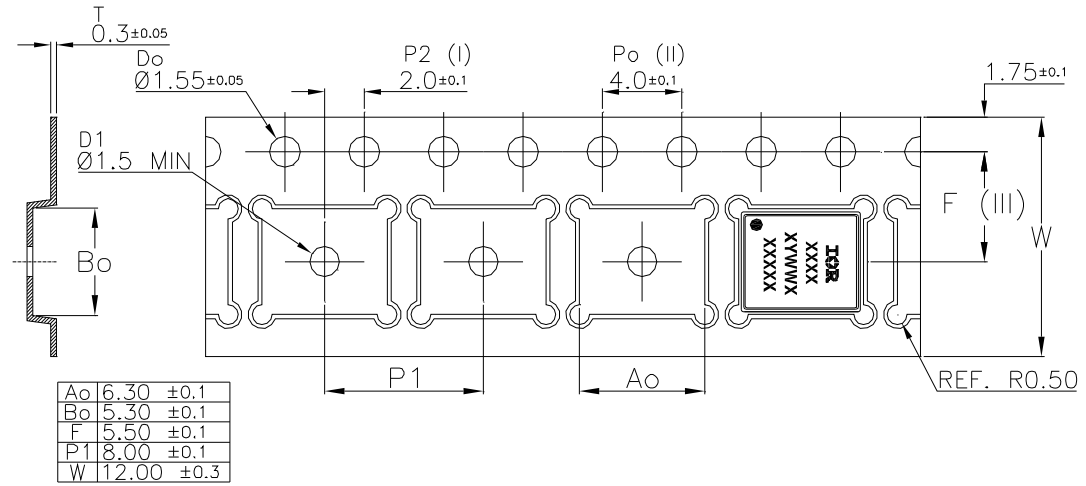 T
0.3±0.05
Do
Ø1.55±0.05
P2 (I)
2.0±0.1
Po (II)
4.0±0.1
1.75±0.1
D1
Ø1.5 MIN
F (III)
W
Bo
IOR
XXXX
XYWWX
XXXXX
P1
Ao
REF. R0.50
Ao 6.30 ±0.1
Bo 5.30 ±0.1
F 5.50 ±0.1
P1 8.00 ±0.1
W 12.00 ±0.3